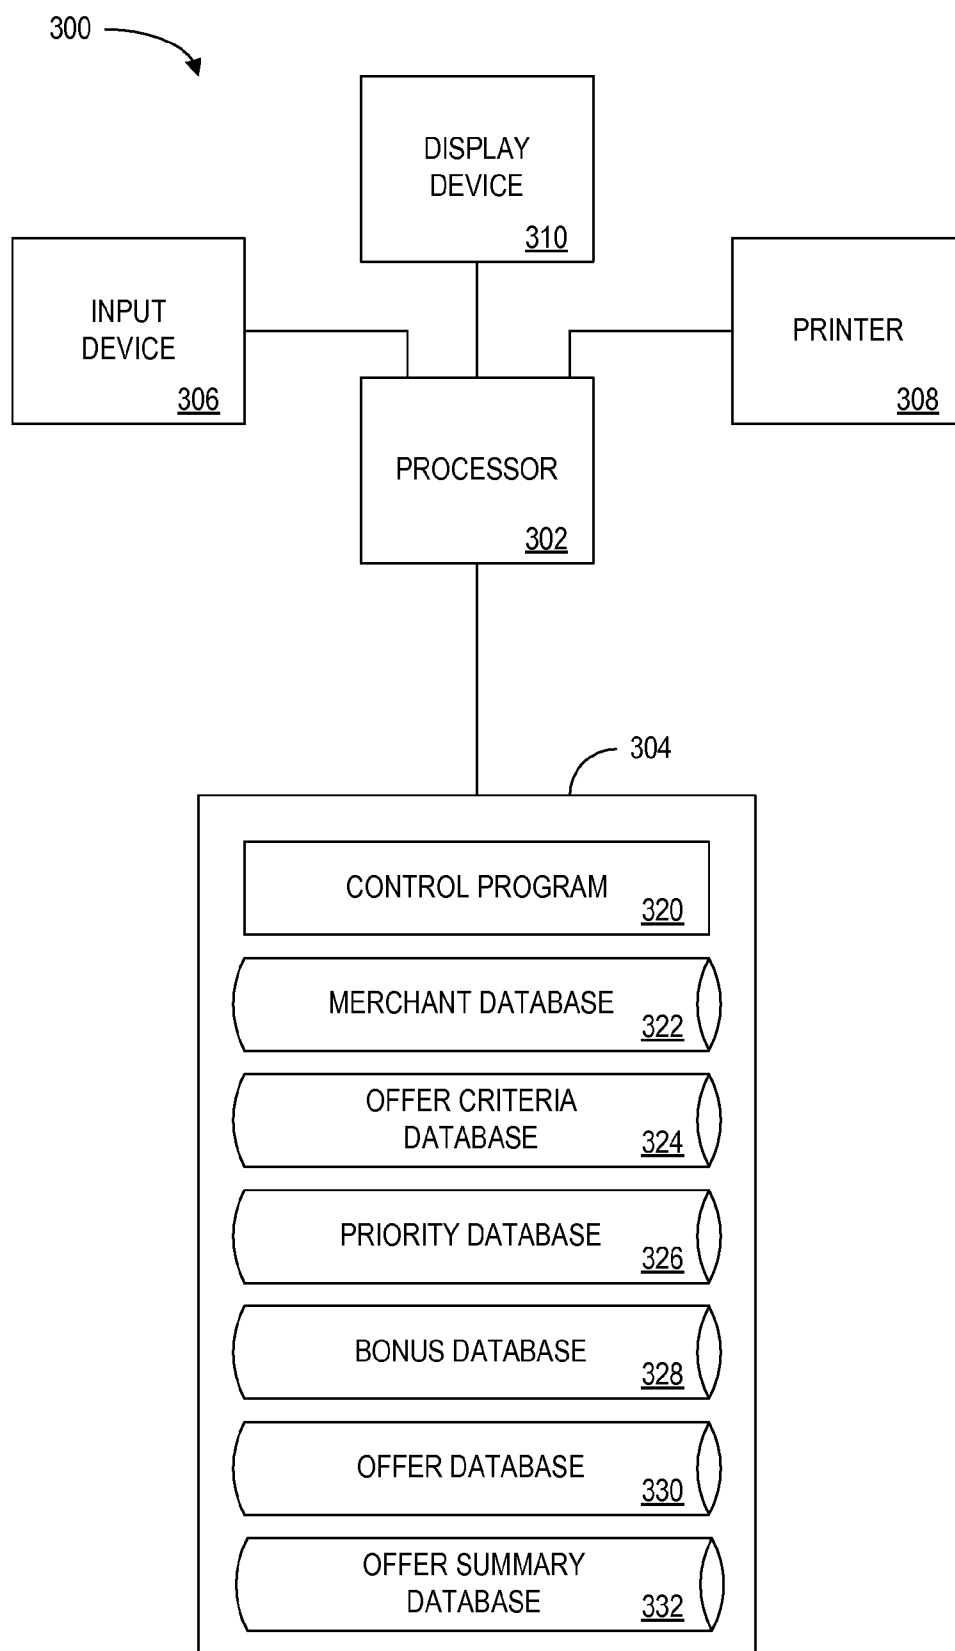 300
DISPLAY
DEVICE
310
INPUT
DEVICE
306
PRINTER
308
PROCESSOR
302
304
CONTROL PROGRAM
320
MERCHANT DATABASE
322
OFFER CRITERIA
DATABASE
324
PRIORITY DATABASE
326
BONUS DATABASE
328
OFFER DATABASE
330
OFFER SUMMARY
DATABASE
332